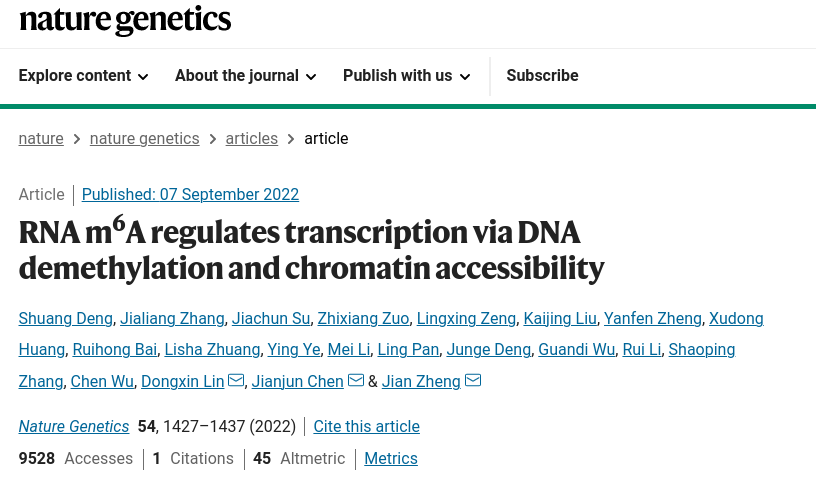 nature genetics
Explore content About the journal Publish with us Subscribe
nature > nature genetics > articles > article
Article | Published: 07 September 2022
RNA m⁶A regulates transcription via DNA
demethylation and chromatin accessibility
Shuang Deng, Jialiang Zhang, Jiachun Su, Zhixiang Zuo, Lingxing Zeng, Kaijing Liu, Yanfen Zheng, Xudong
Huang, Ruihong Bai, Lisha Zhuang, Ying Ye, Mei Li, Ling Pan, Junge Deng, Guandi Wu, Rui Li, Shaoping
Zhang, Chen Wu, Dongxin Lin, Jianjun Chen & Jian Zheng
Nature Genetics 54, 1427–1437 (2022) | Cite this article
9528 Accesses | 1 Citations | 45 Altmetric | Metrics